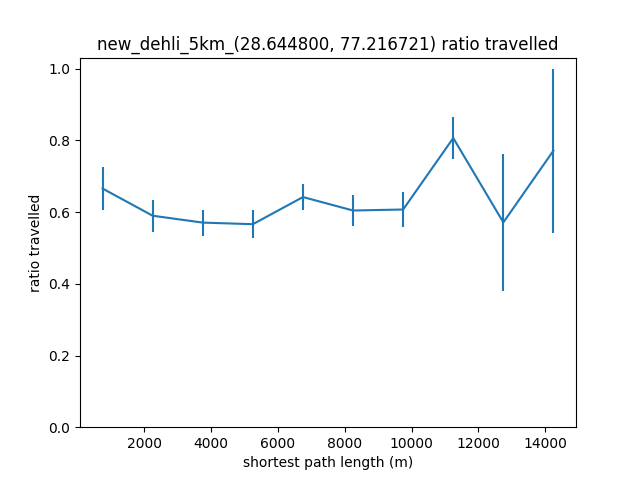 new_dehli_5km_(28.644800, 77.216721) ratio travelled
1.0
0.8
0.6
0.4
0.2
0.0
ratio travelled
2000 4000 6000 8000 10000 12000 14000
shortest path length (m)